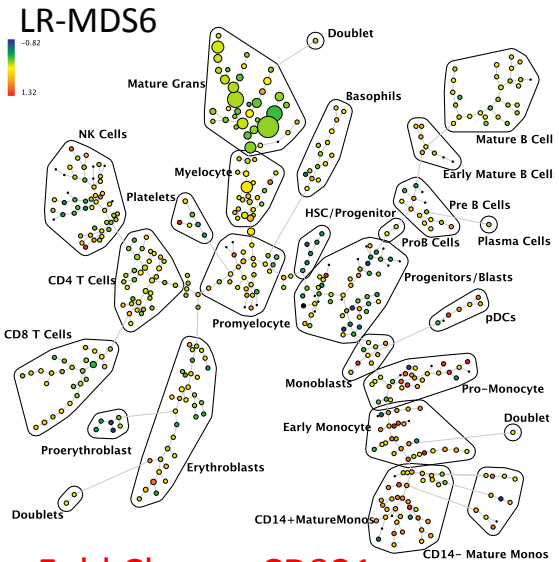 LR-MDS6
Doublet
-0.82
1.32
Mature Grans
Basophils
NK Cells
Mature B Cell
Myelocyte
Early Mature B Cell
Platelets
HSC/Progenitor
Pre B Cells
ProB Cells
Plasma Cells
CD4 T Cells
Progenitors/Blasts
Promyelocyte
pDCs
CD8 T Cells
Monoblasts
Pro-Monocyte
Early Monocyte
Doublet
Proerythroblast
Erythroblasts
Doublets
CD14+MatureMonos
CD14- Mature Monos